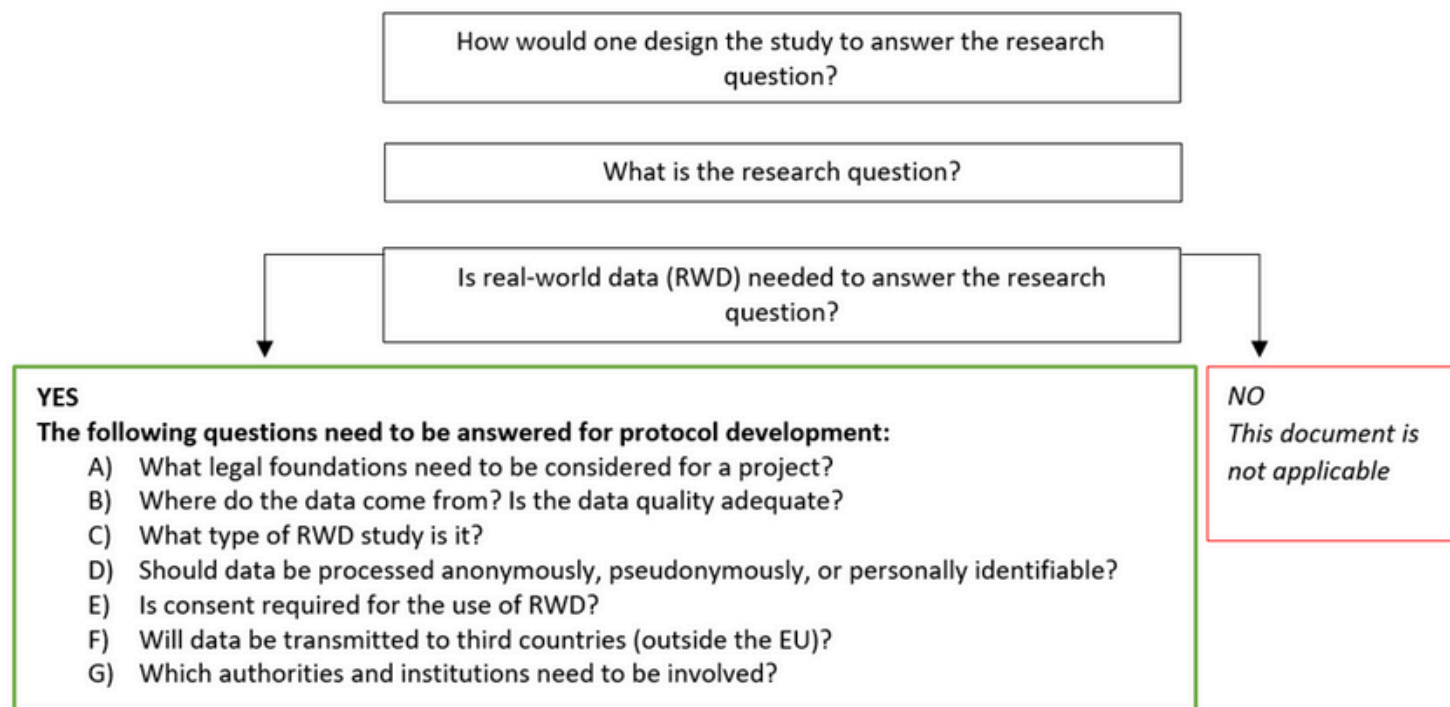 How would one design the study to answer the research
question?
What is the research question?
Is real-world data (RWD) needed to answer the research
question?
YES
The following questions need to be answered for protocol development:
A) What legal foundations need to be considered for a project?
B) Where do the data come from? Is the data quality adequate?
C) What type of RWD study is it?
D) Should data be processed anonymously, pseudonymously, or personally identifiable?
E) Is consent required for the use of RWD?
F) Will data be transmitted to third countries (outside the EU)?
G) Which authorities and institutions need to be involved?
NO
This document is
not applicable